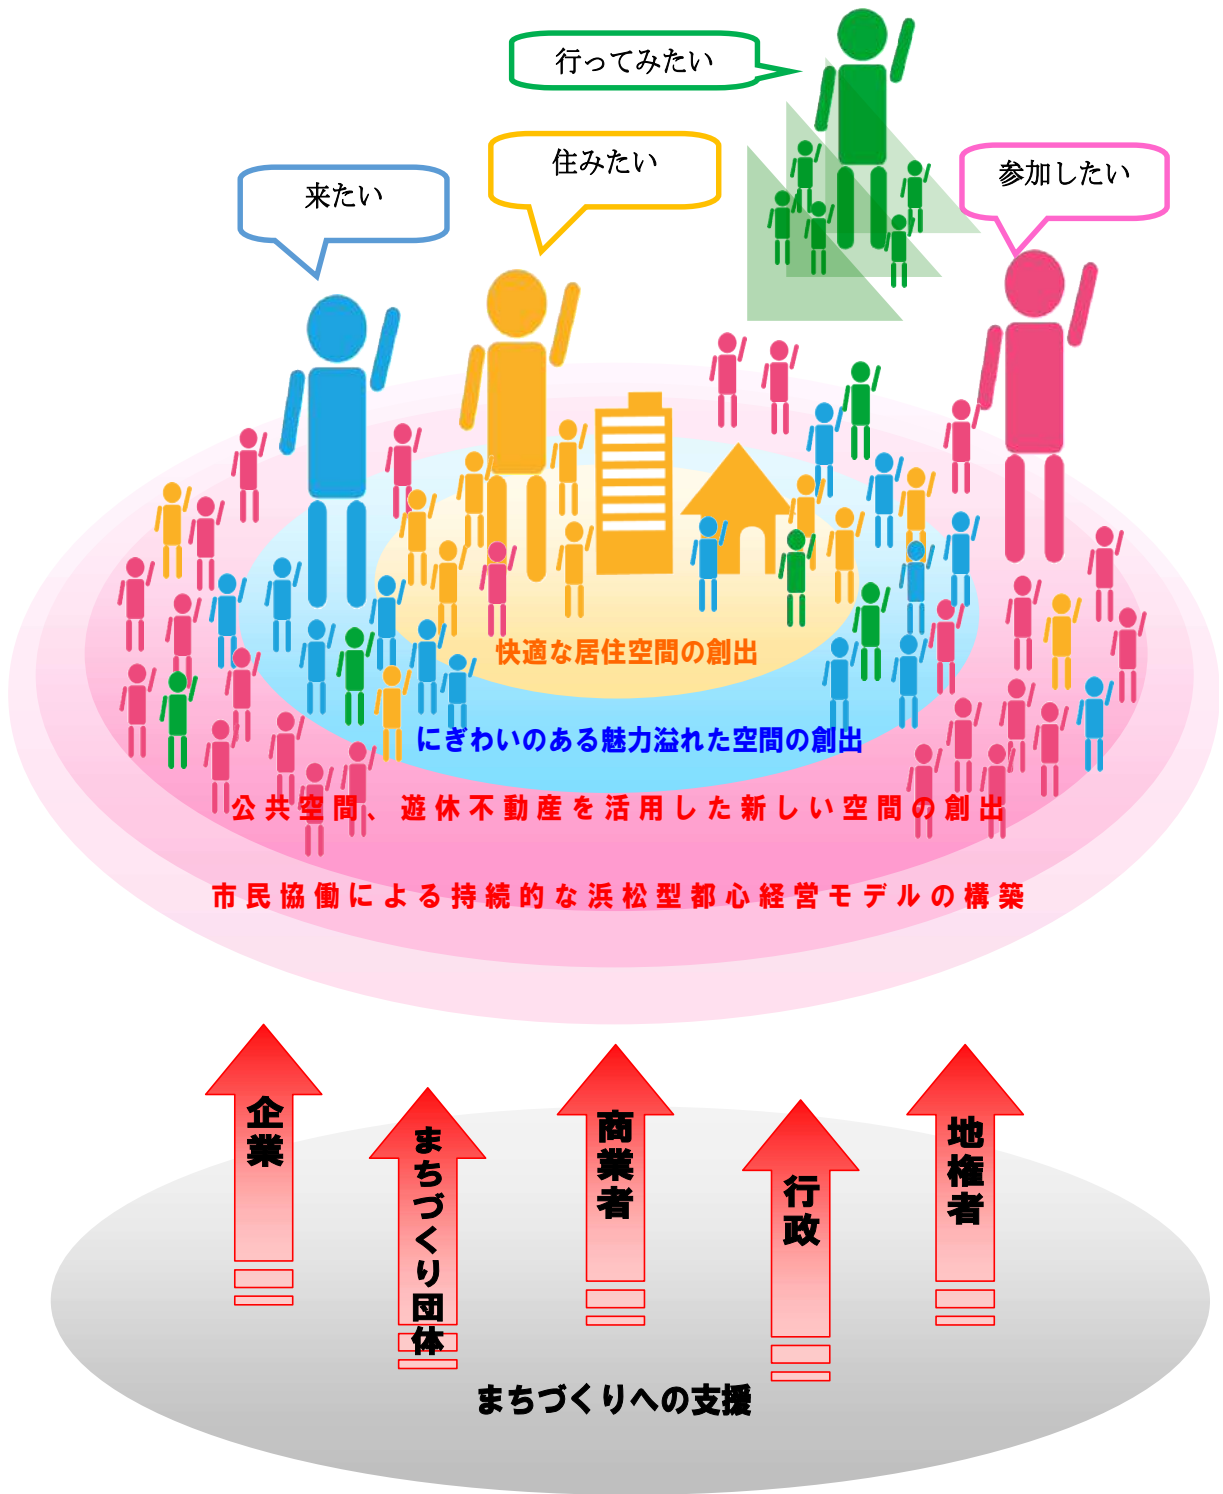 行ってみたい
住みたい
参加したい
来たい
快適な居住空間の創出
にぎわいのある魅力溢れた空間の創出
公共空間、遊休不動産を活用した新しい空間の創出
市民協働による持続的な浜松型都心経営モデルの構築
企業
まちづくり団体
商業者
行政
地権者
まちづくりへの支援